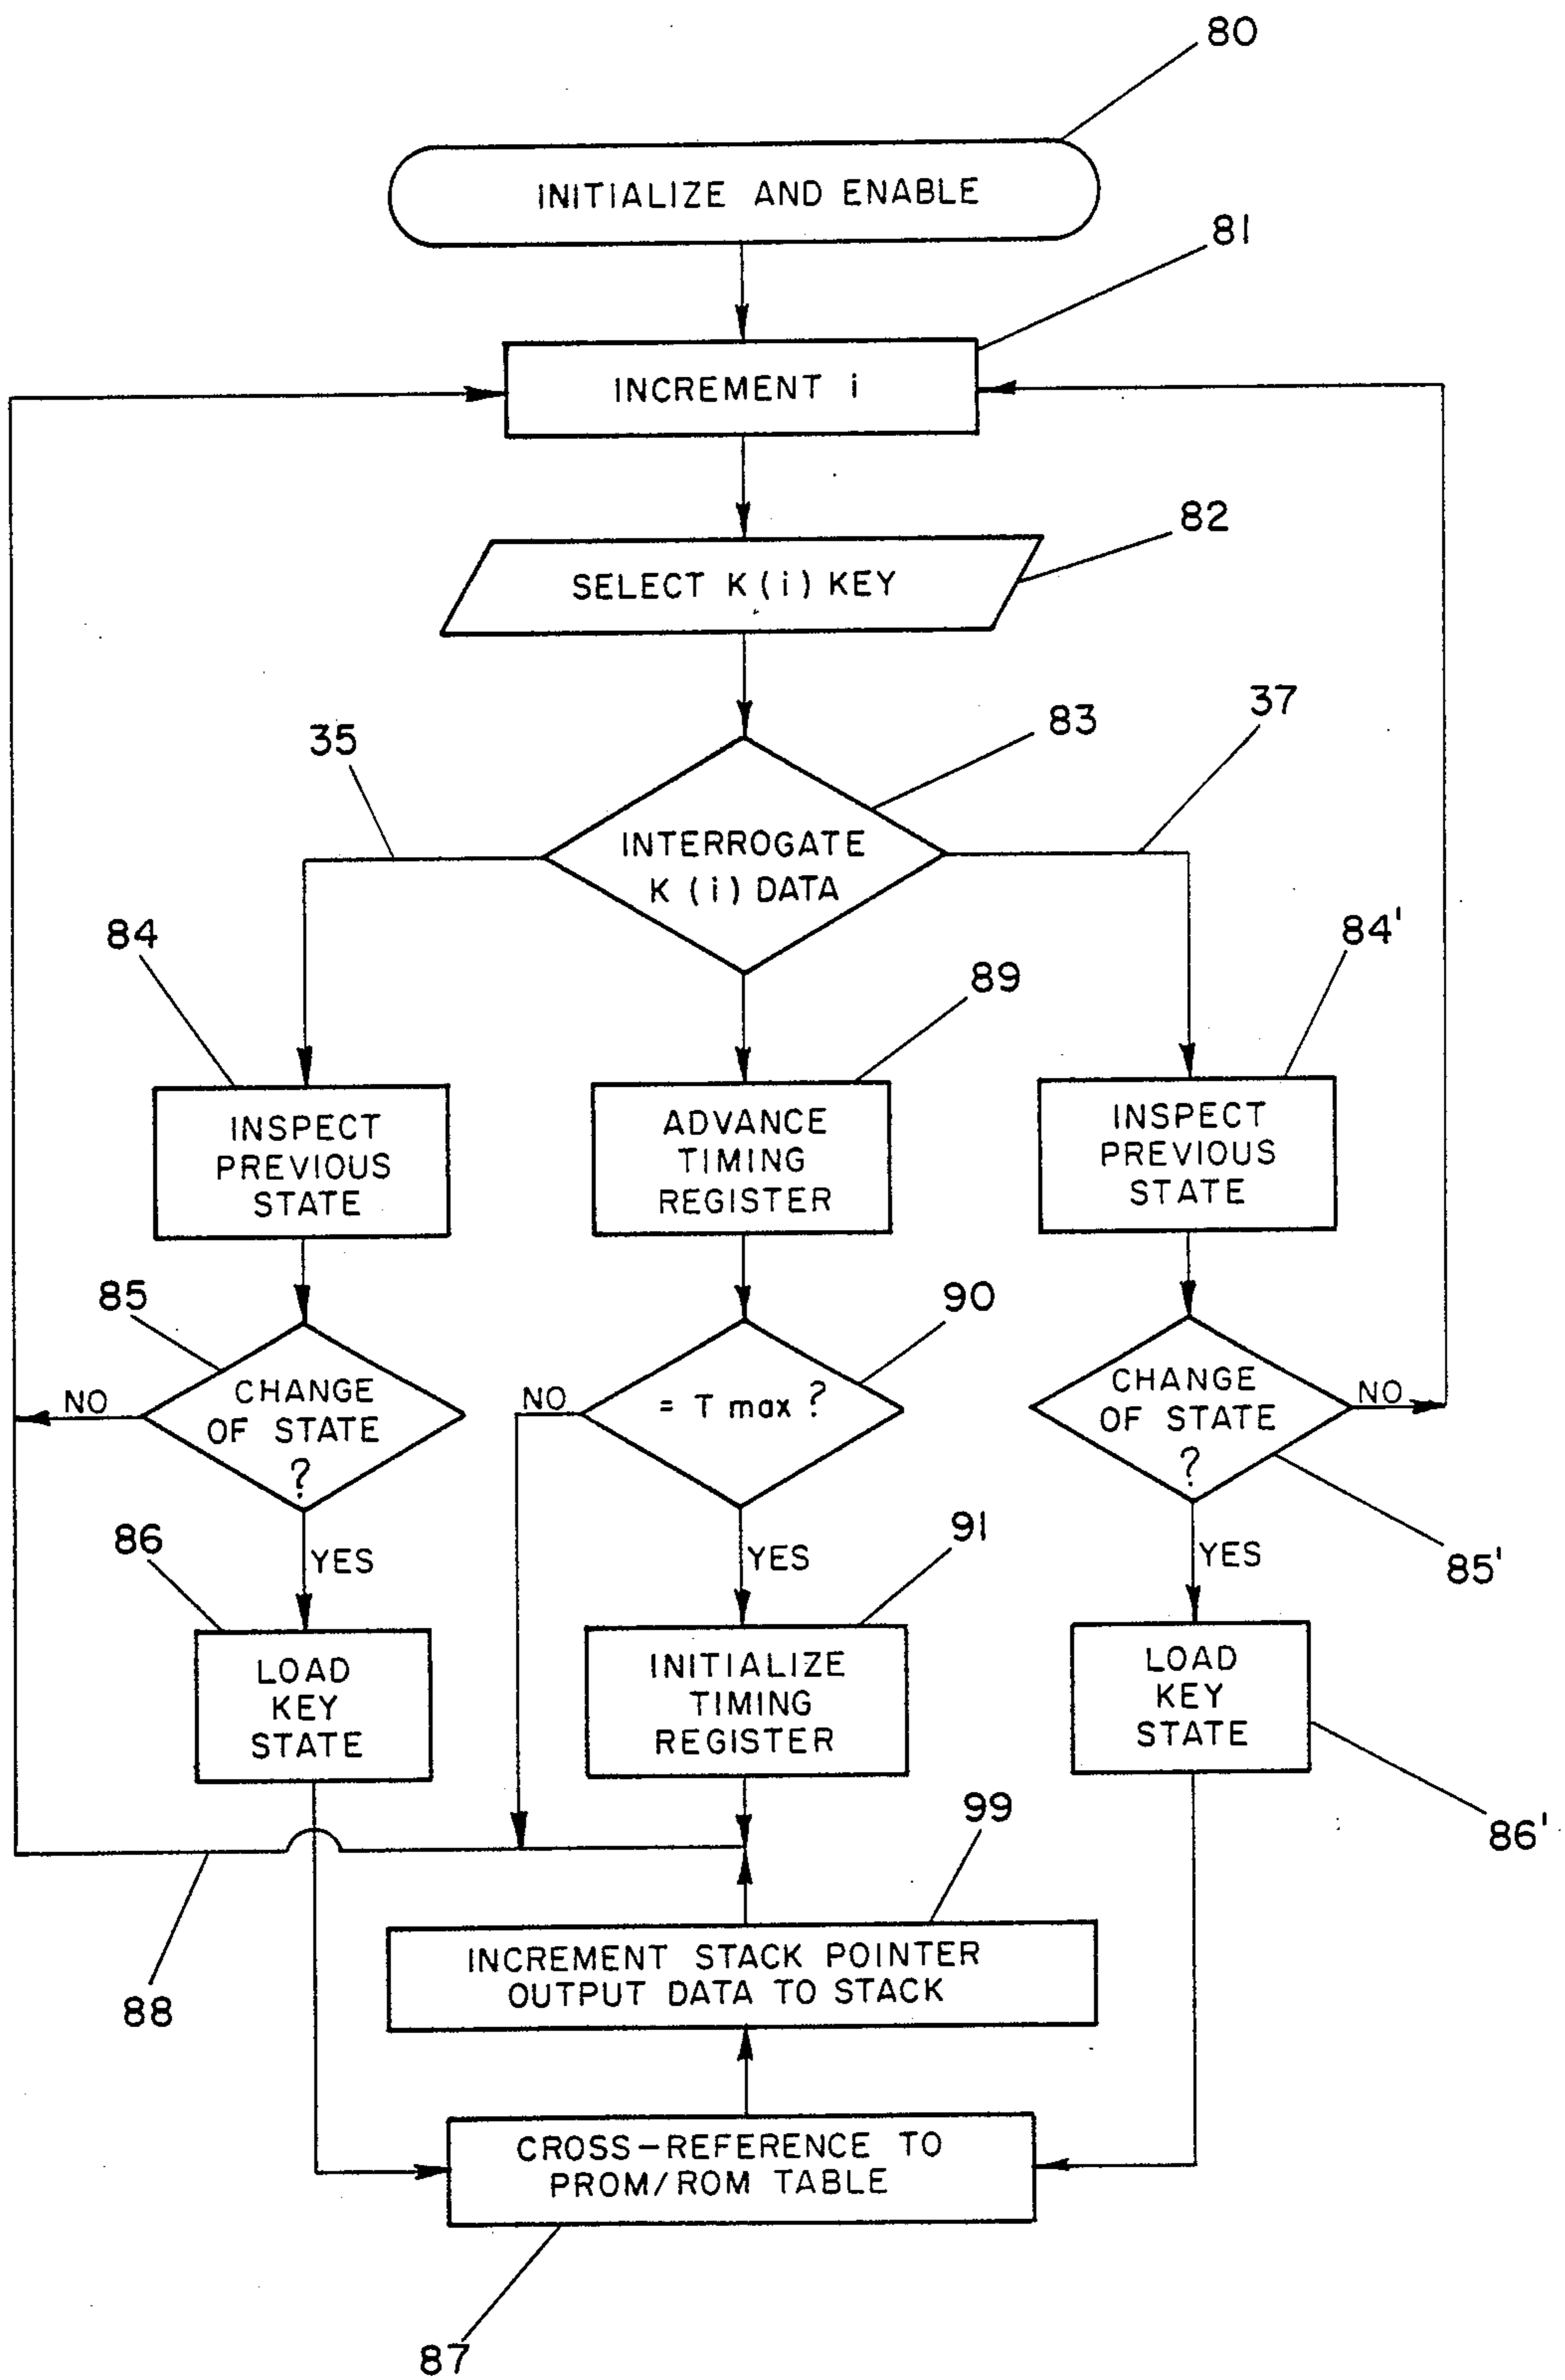 80
INITIALIZE AND ENABLE
81
INCREMENT i
82
SELECT K(i) KEY
35
83
37
INTERROGATE
K (i) DATA
84
89
84'
INSPECT
PREVIOUS
STATE
ADVANCE
TIMING
REGISTER
INSPECT
PREVIOUS
STATE
85
90
NO
CHANGE
OF STATE
?
NO
= T max ?
CHANGE
OF STATE
?
NO
86
YES
YES
91
YES
85'
LOAD
KEY
STATE
INITIALIZE
TIMING
REGISTER
LOAD
KEY
STATE
99
86'
INCREMENT STACK POINTER
OUTPUT DATA TO STACK
88
CROSS-REFERENCE TO
PROM/ROM TABLE
87